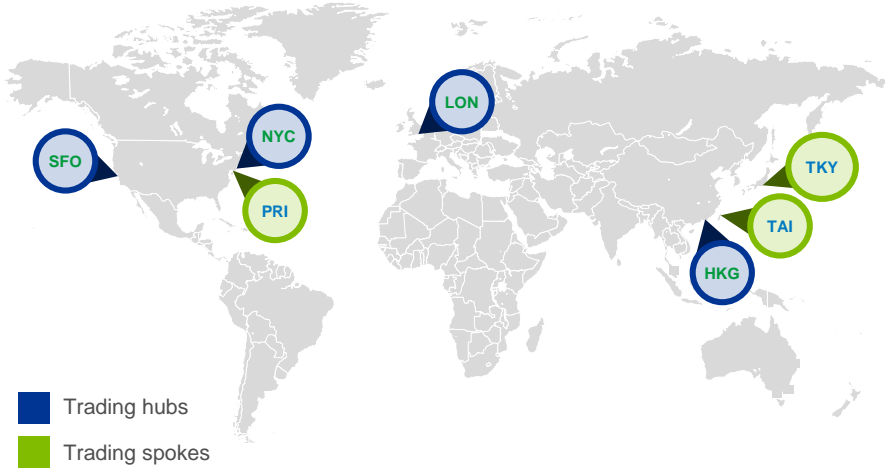 LON
NYC
SFO
TKY
PRI
TAI
HKG
Trading hubs
Trading spokes